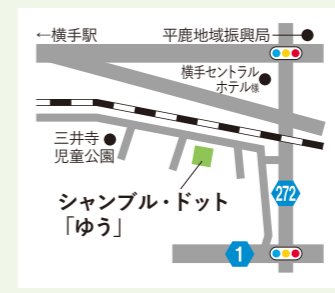 ←横手駅
平鹿地域振興局
横手セントラル
ホテル様
三井寺
児童公園
シャンブル・ドット
「ゆう」
272
1